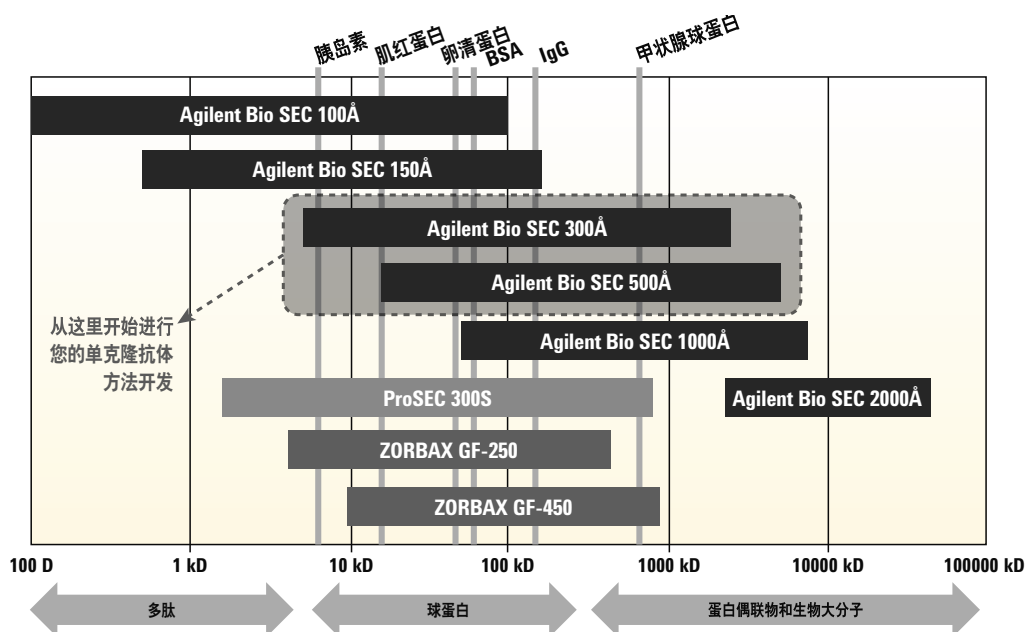 胰岛素
肌红蛋白
卵清蛋白
BSA
IgG
甲状腺球蛋白
Agilent Bio SEC 100Å
Agilent Bio SEC 150Å
Agilent Bio SEC 300Å
Agilent Bio SEC 500Å
从这里开始进行
您的单克隆抗体
方法开发
Agilent Bio SEC 1000Å
ProSEC 300S
Agilent Bio SEC 2000Å
ZORBAX GF-250
ZORBAX GF-450
100 D
1 kD
10 kD
100 kD
1000 kD
10000 kD
100000 kD
多肽
球蛋白
蛋白偶联物和生物大分子